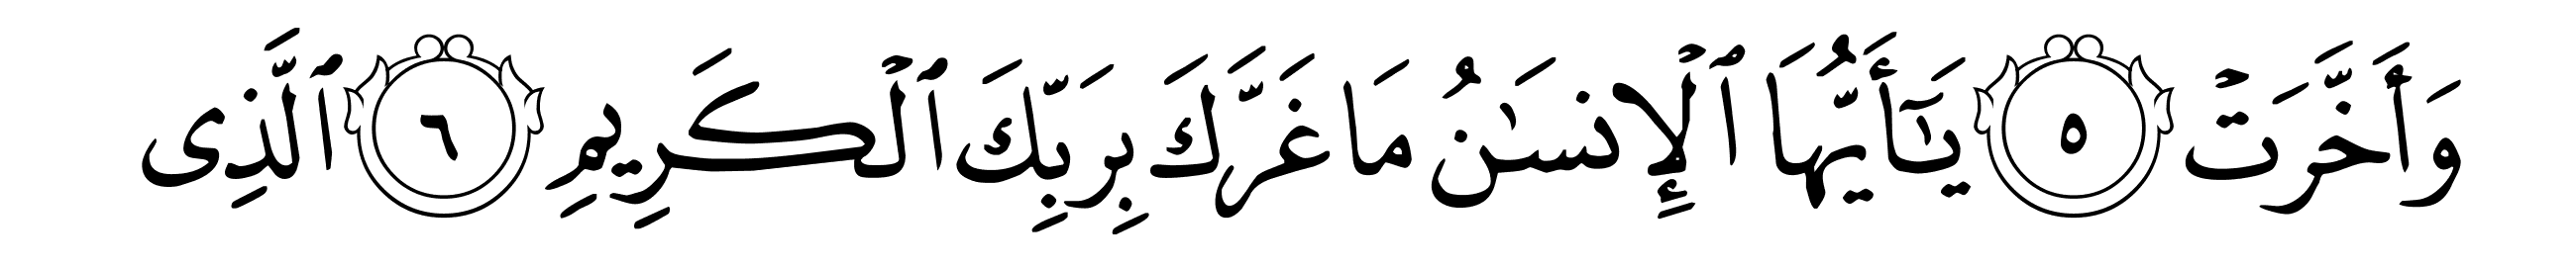 وَأَخَّرَتۡ ٥ يَـٰٓأَيُّهَا ٱلۡإِنسَـٰنُ مَا غَرَّكَ بِرَبِّكَ ٱلۡكَرِيمِ ٦ ٱلَّذِى